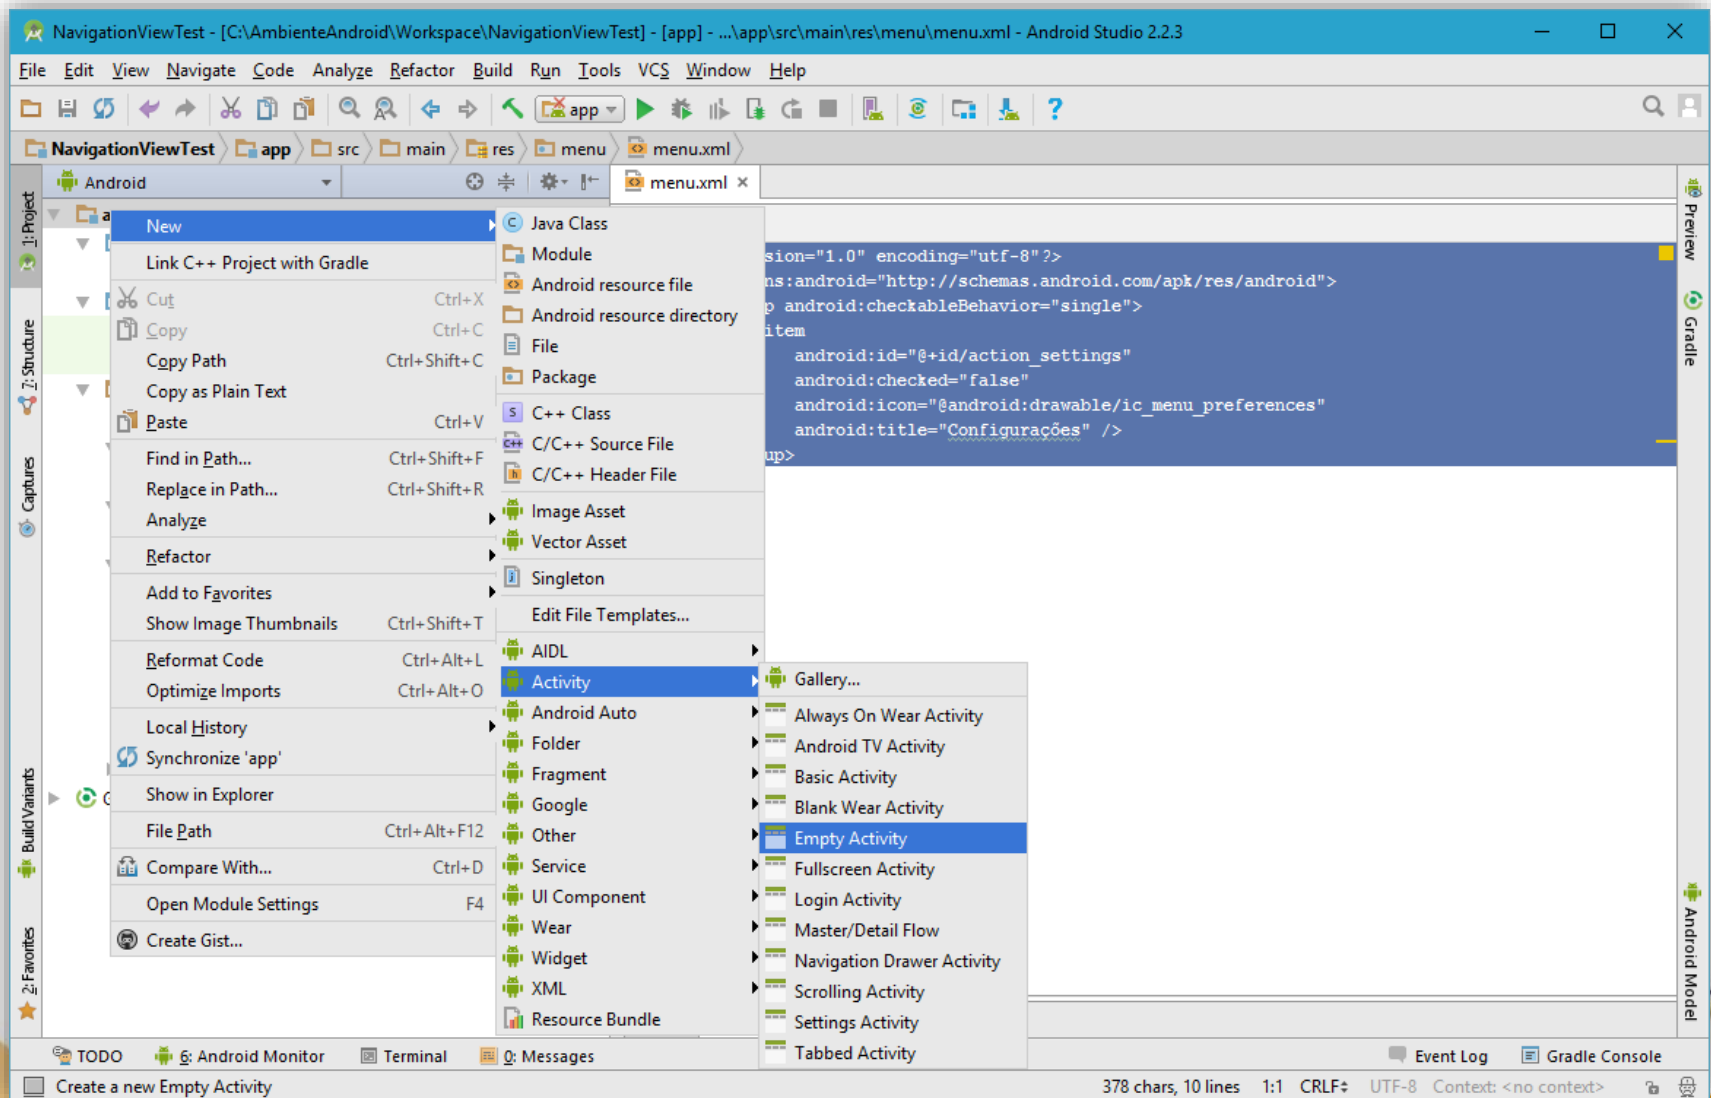 NavigationViewTest - [C:\AmbienteAndroid\Workspace\NavigationViewTest] - [app] - ...\app\src\main\res\menu\menu.xml - Android Studio 2.2.3
File Edit View Navigate Code Analyze Refactor Build Run Tools VCS Window Help
app
NavigationViewTest app src main res menu menu.xml
Android
menu.xml
1: Project
7: Structure
Captures
Build Variants
2: Favorites
New
Link C++ Project with Gradle
Cut Ctrl+X
Copy Ctrl+C
Copy Path Ctrl+Shift+C
Copy as Plain Text
Paste Ctrl+V
Find in Path... Ctrl+Shift+F
Replace in Path... Ctrl+Shift+R
Analyze
Refactor
Add to Favorites
Show Image Thumbnails Ctrl+Shift+T
Reformat Code Ctrl+Alt+L
Optimize Imports Ctrl+Alt+O
Local History
Synchronize 'app'
Show in Explorer
File Path Ctrl+Alt+F12
Compare With... Ctrl+D
Open Module Settings F4
Create Gist...
Java Class
Module
Android resource file
Android resource directory
File
Package
C++ Class
C/C++ Source File
C/C++ Header File
Image Asset
Vector Asset
Singleton
Edit File Templates...
AIDL
Activity
Android Auto
Folder
Fragment
Google
Other
Service
UI Component
Wear
Widget
XML
Resource Bundle
Gallery...
Always On Wear Activity
Android TV Activity
Basic Activity
Blank Wear Activity
Empty Activity
Fullscreen Activity
Login Activity
Master/Detail Flow
Navigation Drawer Activity
Scrolling Activity
Settings Activity
Tabbed Activity
sion="1.0" encoding="utf-8"?>
ns:android="http://schemas.android.com/apk/res/android">
p android:checkableBehavior="single">
item
android:id="@+id/action_settings"
android:checked="false"
android:icon="@android:drawable/ic_menu_preferences"
android:title="Configurações" />
up>
Preview
Gradle
Android Model
TODO 6: Android Monitor Terminal 0: Messages Event Log Gradle Console
Create a new Empty Activity 378 chars, 10 lines 1:1 CRLF UTF-8 Context: <no context>